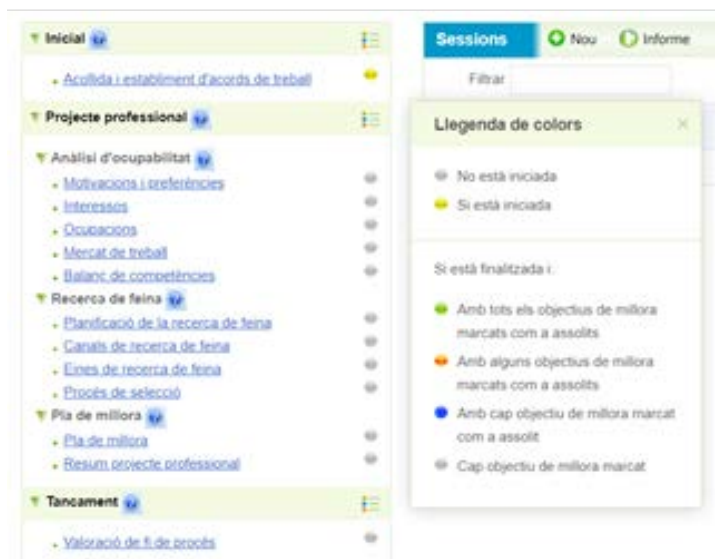 Inicial
Acollida i establiment d'acords de treball
Projecte professional
Anàlisi d'ocupabilitat
Motivacions i preferències
Interessos
Ocupacions
Mercat de treball
Balanç de competències
Recerca de feina
Planificació de la recerca de feina
Canals de recerca de feina
Eines de recerca de feina
Procés de selecció
Pla de millora
Pla de millora
Resum projecte professional
Tancament
Valoració de fi de procés
Sessions
Nou
Informe
Filtrar
Llegenda de colors
×
No està iniciada
Si està iniciada
Si està finalitzada i:
Amb tots els objectius de millora
marcats com a assolits
Amb alguns objectius de millora
marcats com a assolits
Amb cap objectiu de millora marcat
com a assolit
Cap objectiu de millora marcat